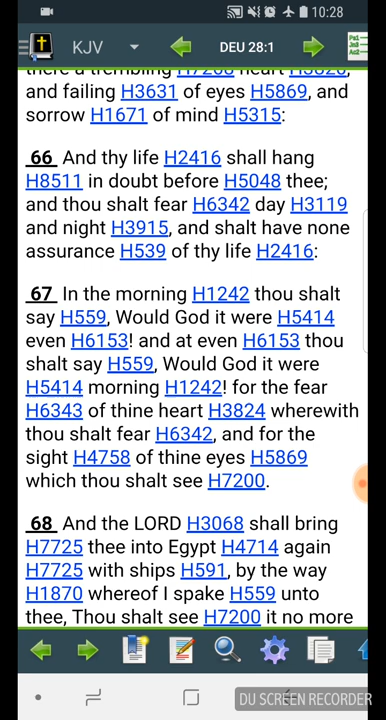 10:28
KJV DEU 28:1
there a trembling H7268 heart H3820,
and failing H3631 of eyes H5869, and
sorrow H1671 of mind H5315:
66 And thy life H2416 shall hang
H8511 in doubt before H5048 thee;
and thou shalt fear H6342 day H3119
and night H3915, and shalt have none
assurance H539 of thy life H2416:
67 In the morning H1242 thou shalt
say H559, Would God it were H5414
even H6153! and at even H6153 thou
shalt say H559, Would God it were
H5414 morning H1242! for the fear
H6343 of thine heart H3824 wherewith
thou shalt fear H6342, and for the
sight H4758 of thine eyes H5869
which thou shalt see H7200.
68 And the LORD H3068 shall bring
H7725 thee into Egypt H4714 again
H7725 with ships H591, by the way
H1870 whereof I spake H559 unto
thee, Thou shalt see H7200 it no more
DU SCREEN RECORDER